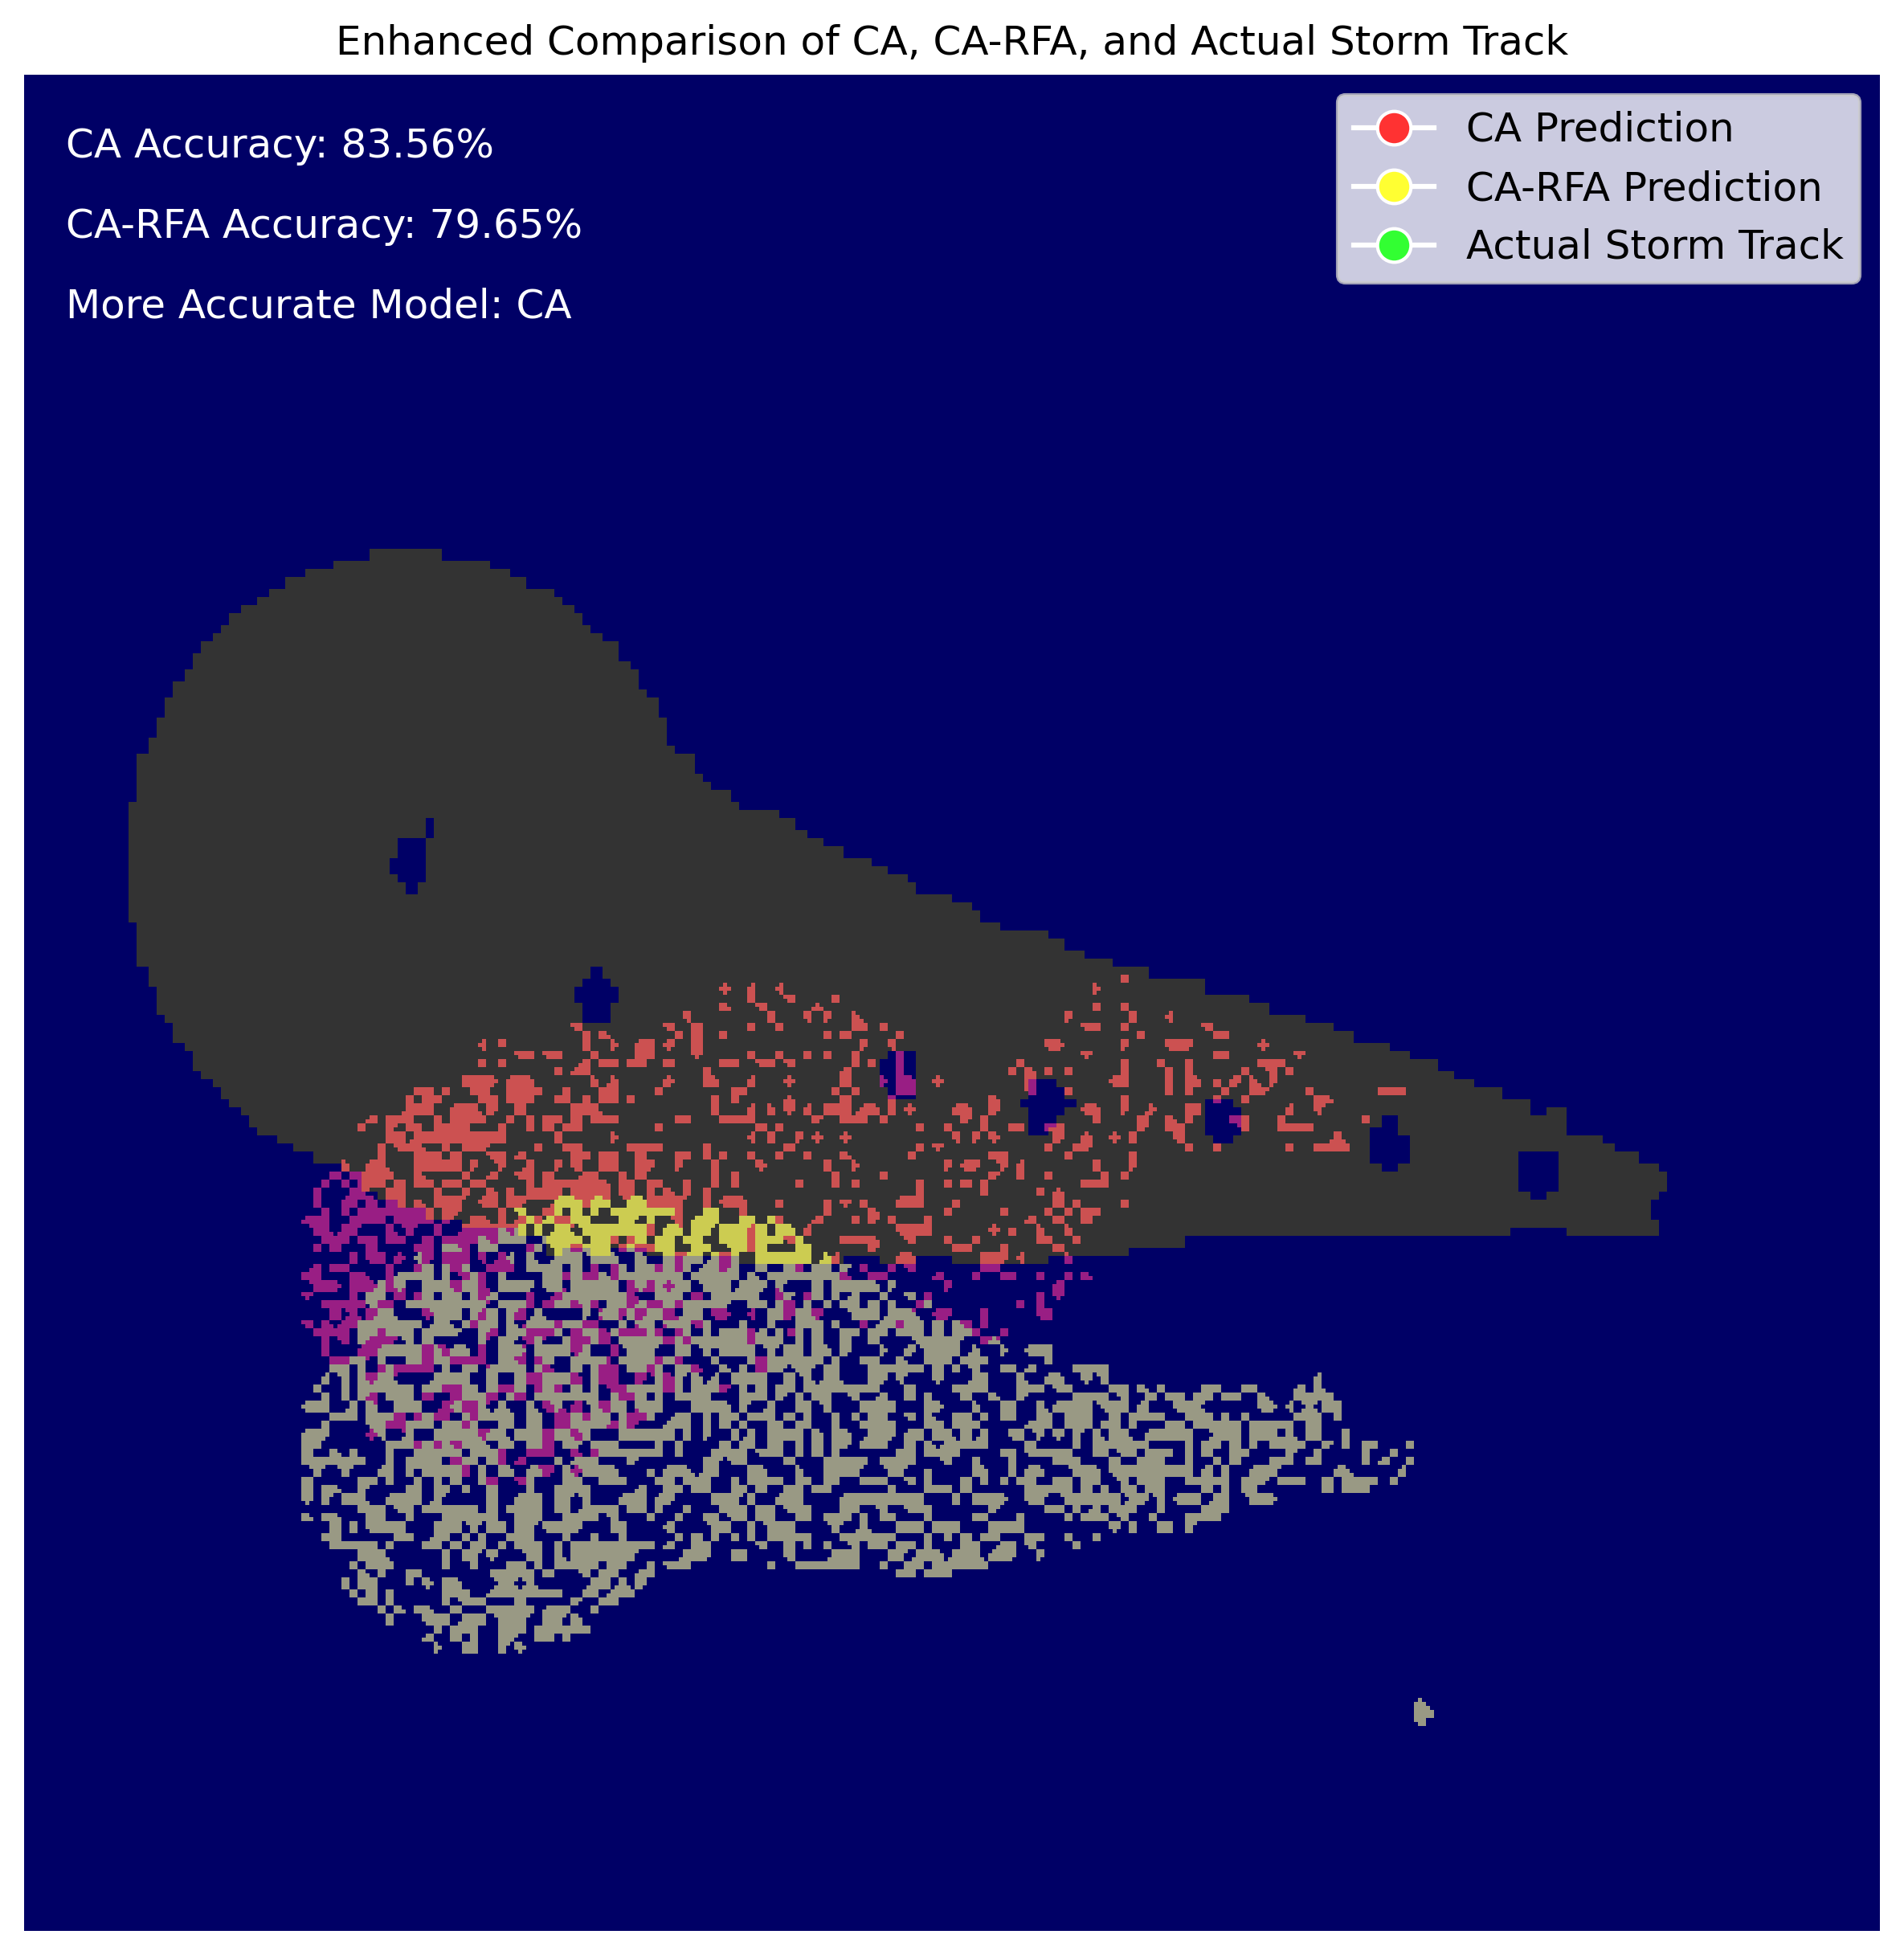 Enhanced Comparison of CA, CA-RFA, and Actual Storm Track
CA Accuracy: 83.56%
CA-RFA Accuracy: 79.65%
More Accurate Model: CA
CA Prediction
CA-RFA Prediction
Actual Storm Track